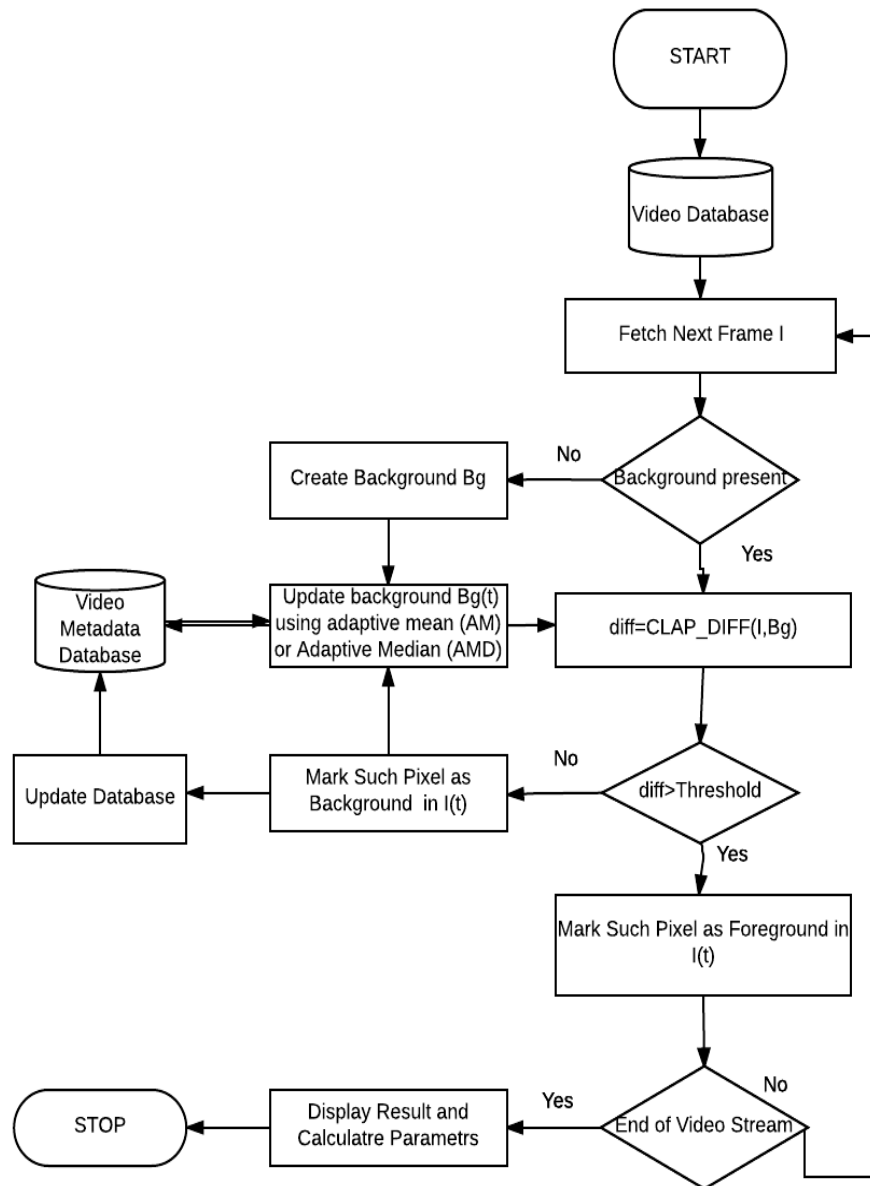 START
Video Database
Fetch Next Frame I
No
Background present
Create Background Bg
Yes
Video
Metadata
Database
Update background Bg(t)
using adaptive mean (AM)
or Adaptive Median (AMD)
diff=CLAP_DIFF(I,Bg)
No
diff>Threshold
Mark Such Pixel as
Background in I(t)
Update Database
Yes
Mark Such Pixel as Foreground in
I(t)
No
End of Video Stream
Yes
Display Result and
Calculatre Parametrs
STOP